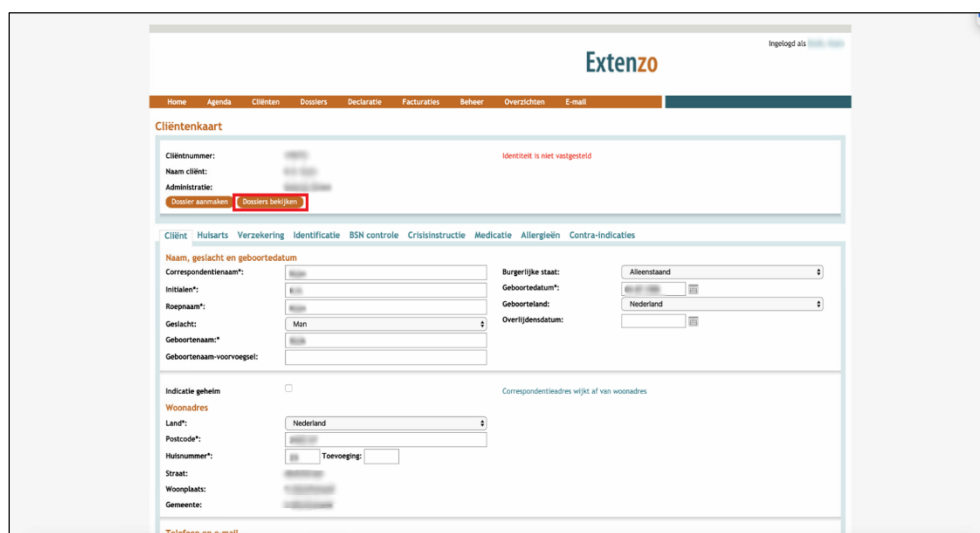 Ingelogd als
Extenzo
Home Agenda Cliënten Dossiers Declaratie Facturaties Beheer Overzichten E-mail
Cliëntenkaart
Cliëntnummer:
Identiteit is niet vastgesteld
Naam cliënt:
Administratie:
Dossier aanmaken Dossiers bekijken
Cliënt Huisarts Verzekering Identificatie BSN controle Crisisinstructie Medicatie Allergieën Contra-indicaties
Naam, geslacht en geboortedatum
Correspondentienaam*: Burgerlijke staat: Alleenstaand
Initialen*: Geboortedatum*:
Roepnaam*: Geboorteland: Nederland
Geslacht: Man Overlijdensdatum:
Geboortenaam:*
Geboortenaam-voorvoegsel:
Indicatie geheim Correspondentieadres wijkt af van woonadres
Woonadres
Land*: Nederland
Postcode*:
Huisnummer*: Toevoeging:
Straat:
Woonplaats:
Gemeente:
Telefoon en e-mail